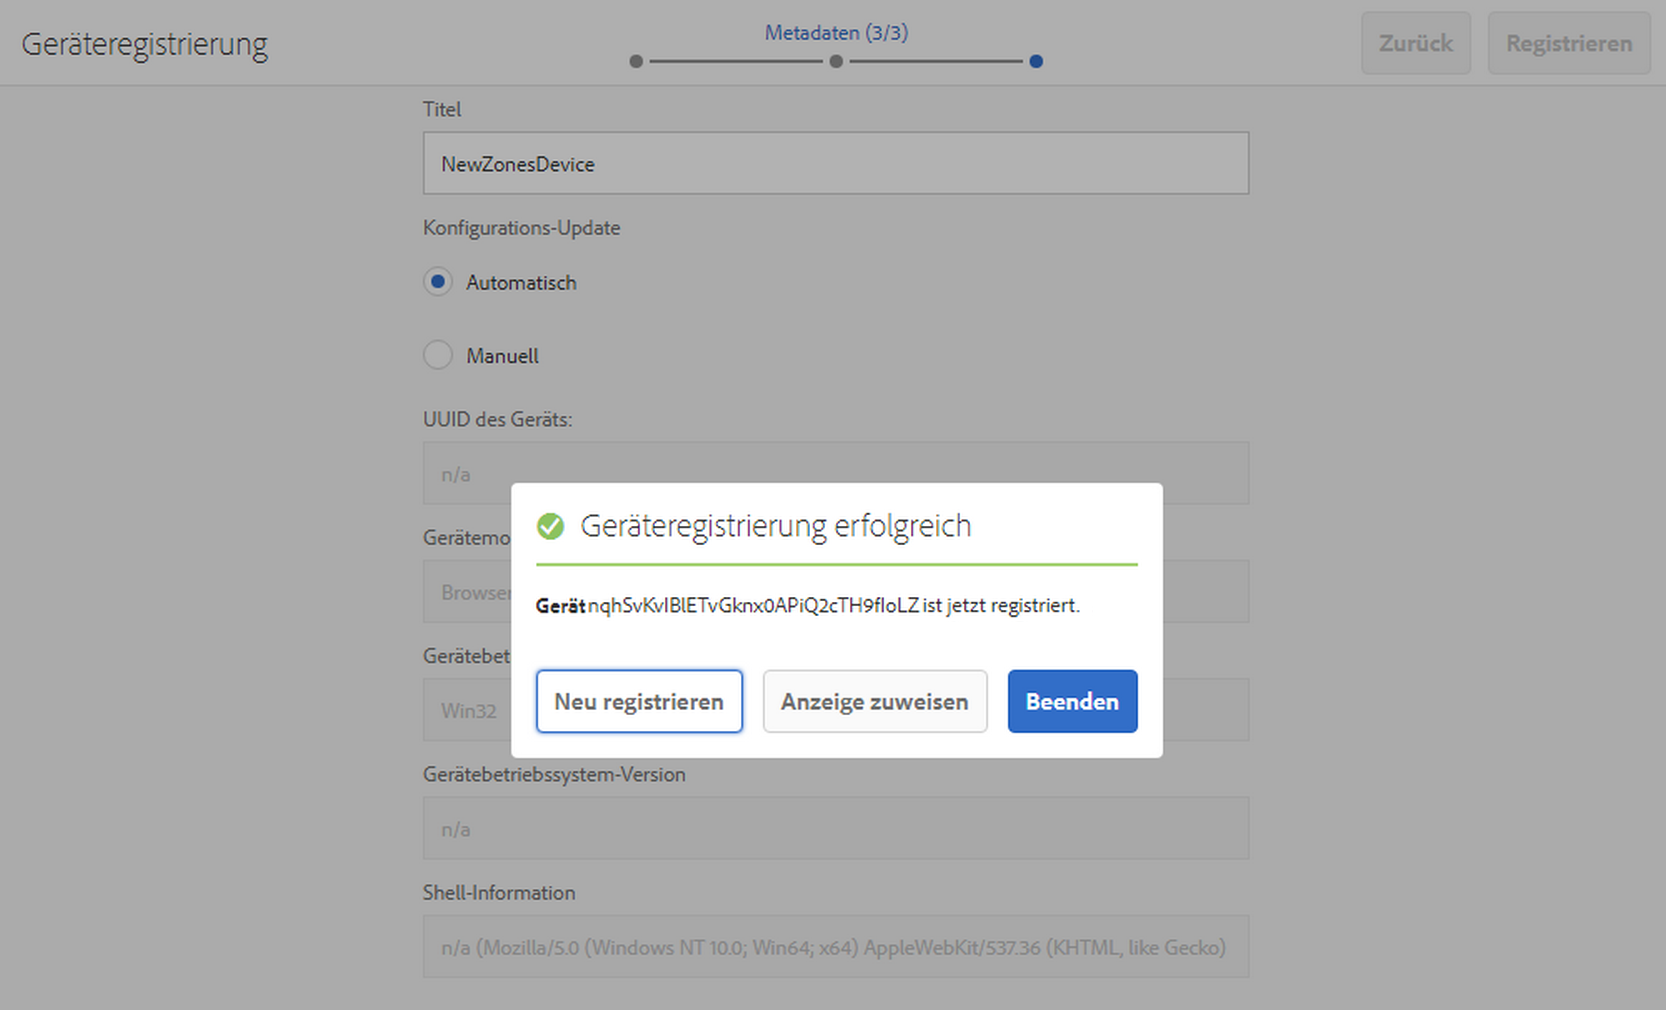 Geräteregistrierung
Metadaten (3/3)
Zurück
Registrieren
Titel
NewZonesDevice
Konfigurations-Update
Automatisch
Manuell
UUID des Geräts:
n/a
Gerätemo
Browser
Gerätebet
Win32
Geräteregistrierung erfolgreich
Gerät nqhSvKvIBlETvGknx0APiQ2cTH9fIoLZ ist jetzt registriert.
Neu registrieren
Anzeige zuweisen
Beenden
Gerätebetriebssystem-Version
n/a
Shell-Information
n/a (Mozilla/5.0 (Windows NT 10.0; Win64; x64) AppleWebKit/537.36 (KHTML, like Gecko)